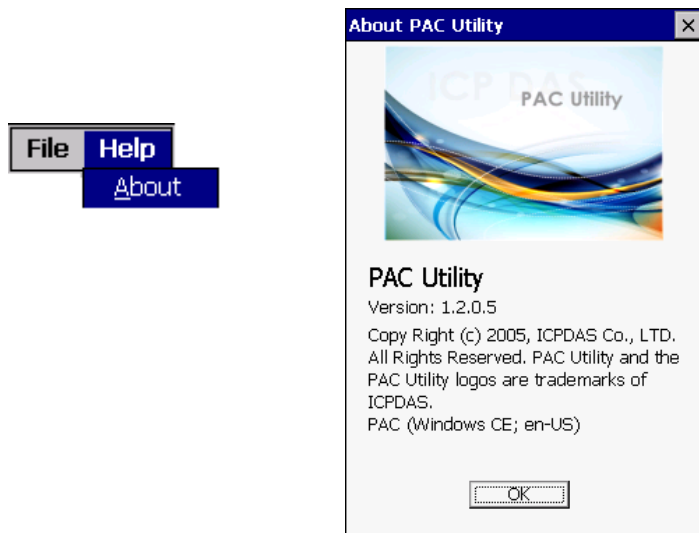 File Help
About
About PAC Utility
ICP DAS
PAC Utility
PAC Utility
Version: 1.2.0.5
Copy Right (c) 2005, ICPDAS Co., LTD.
All Rights Reserved. PAC Utility and the
PAC Utility logos are trademarks of
ICPDAS.
PAC (Windows CE; en-US)
OK